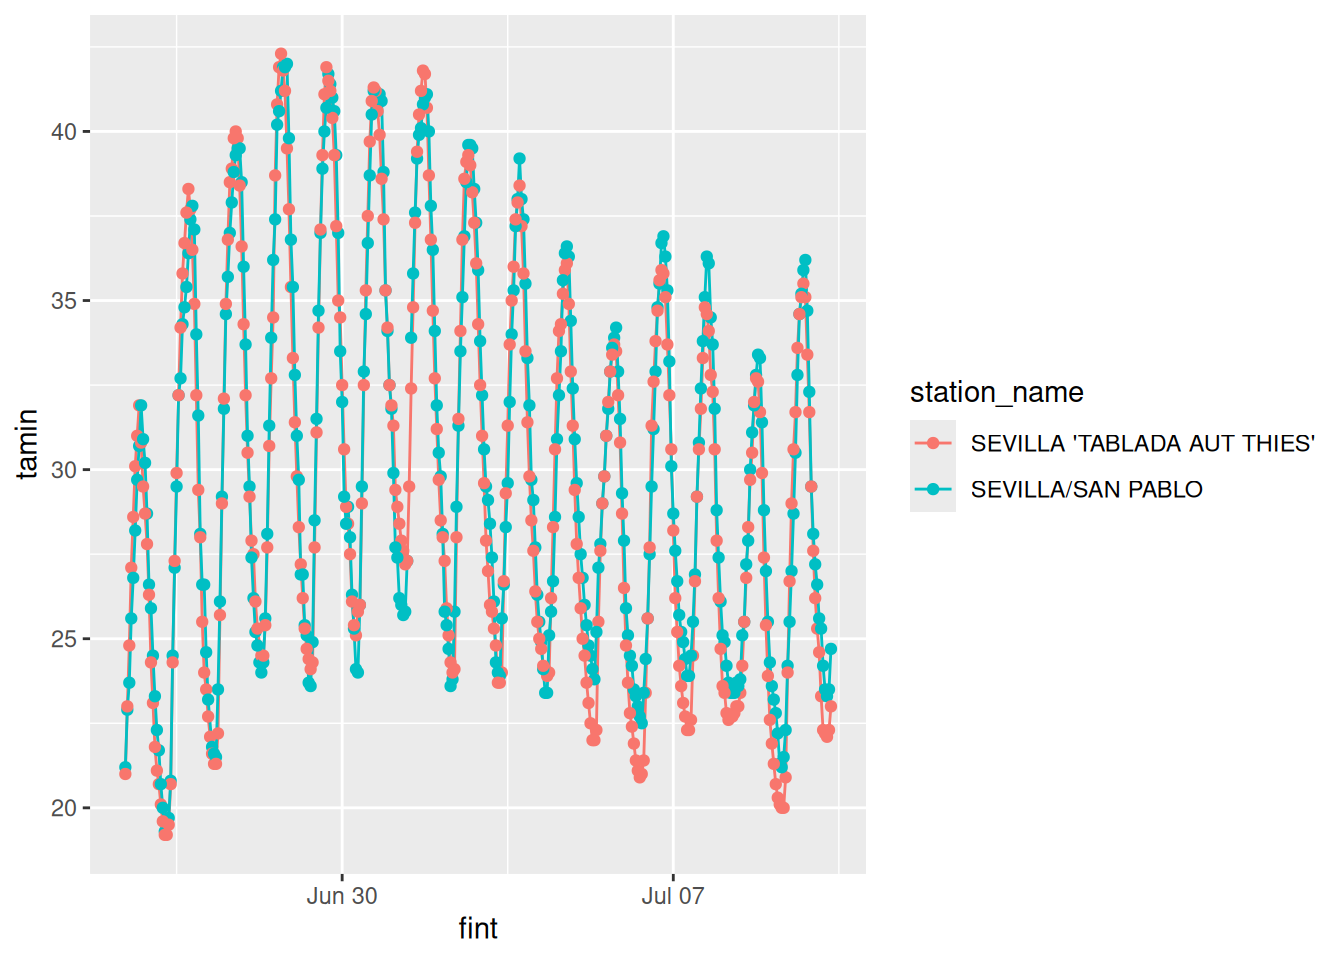 40
35
30
25
20
tamin
Jun 30
Jul 07
fint
station_name
SEVILLA 'TABLADA AUT THIES'
SEVILLA/SAN PABLO